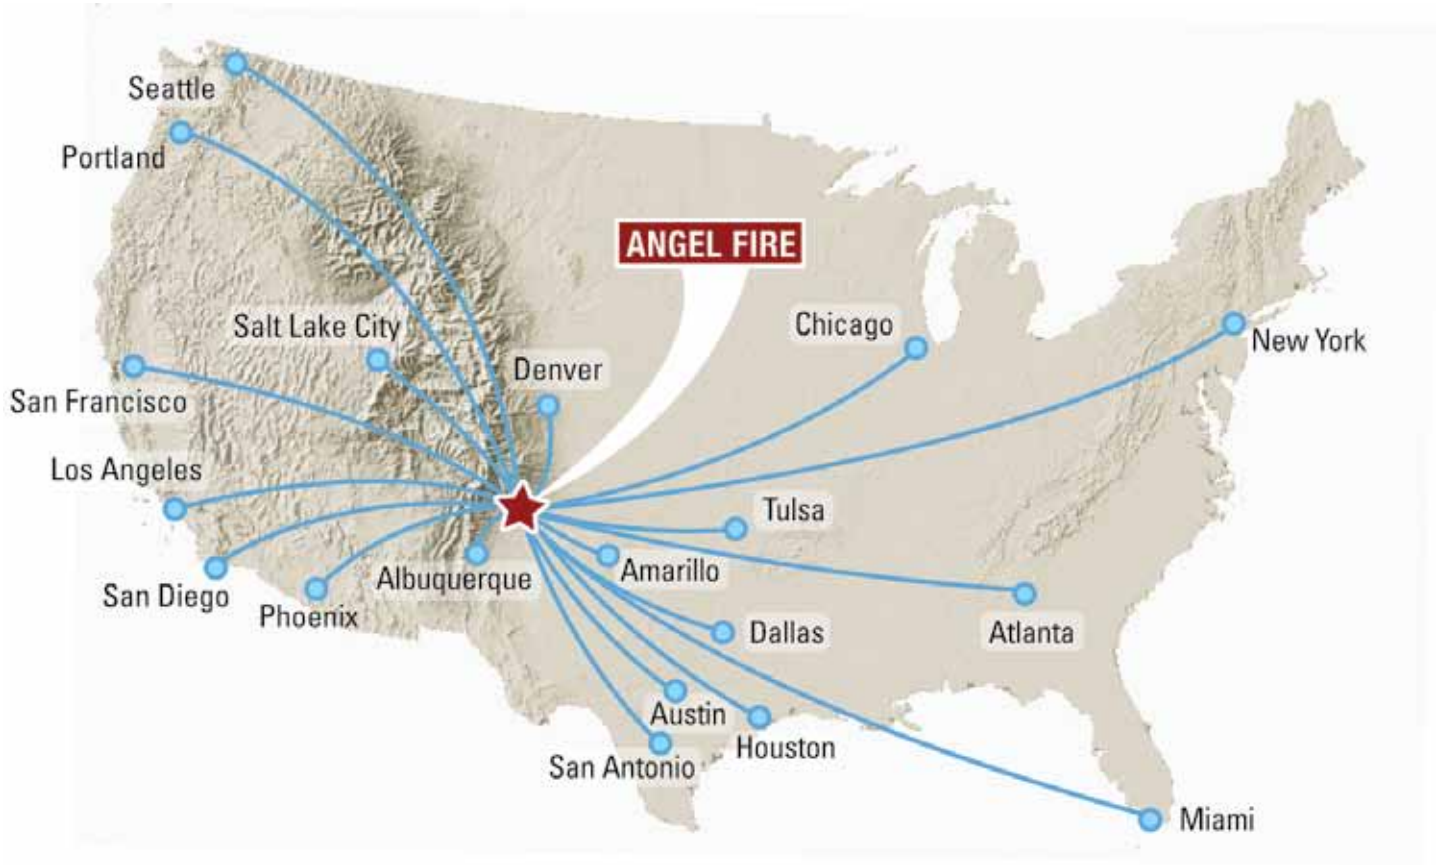 Seattle
Portland
ANGEL FIRE
Salt Lake City
Chicago
New York
Denver
San Francisco
Los Angeles
Tulsa
Albuquerque
Amarillo
San Diego
Phoenix
Dallas
Atlanta
Austin
Houston
San Antonio
Miami